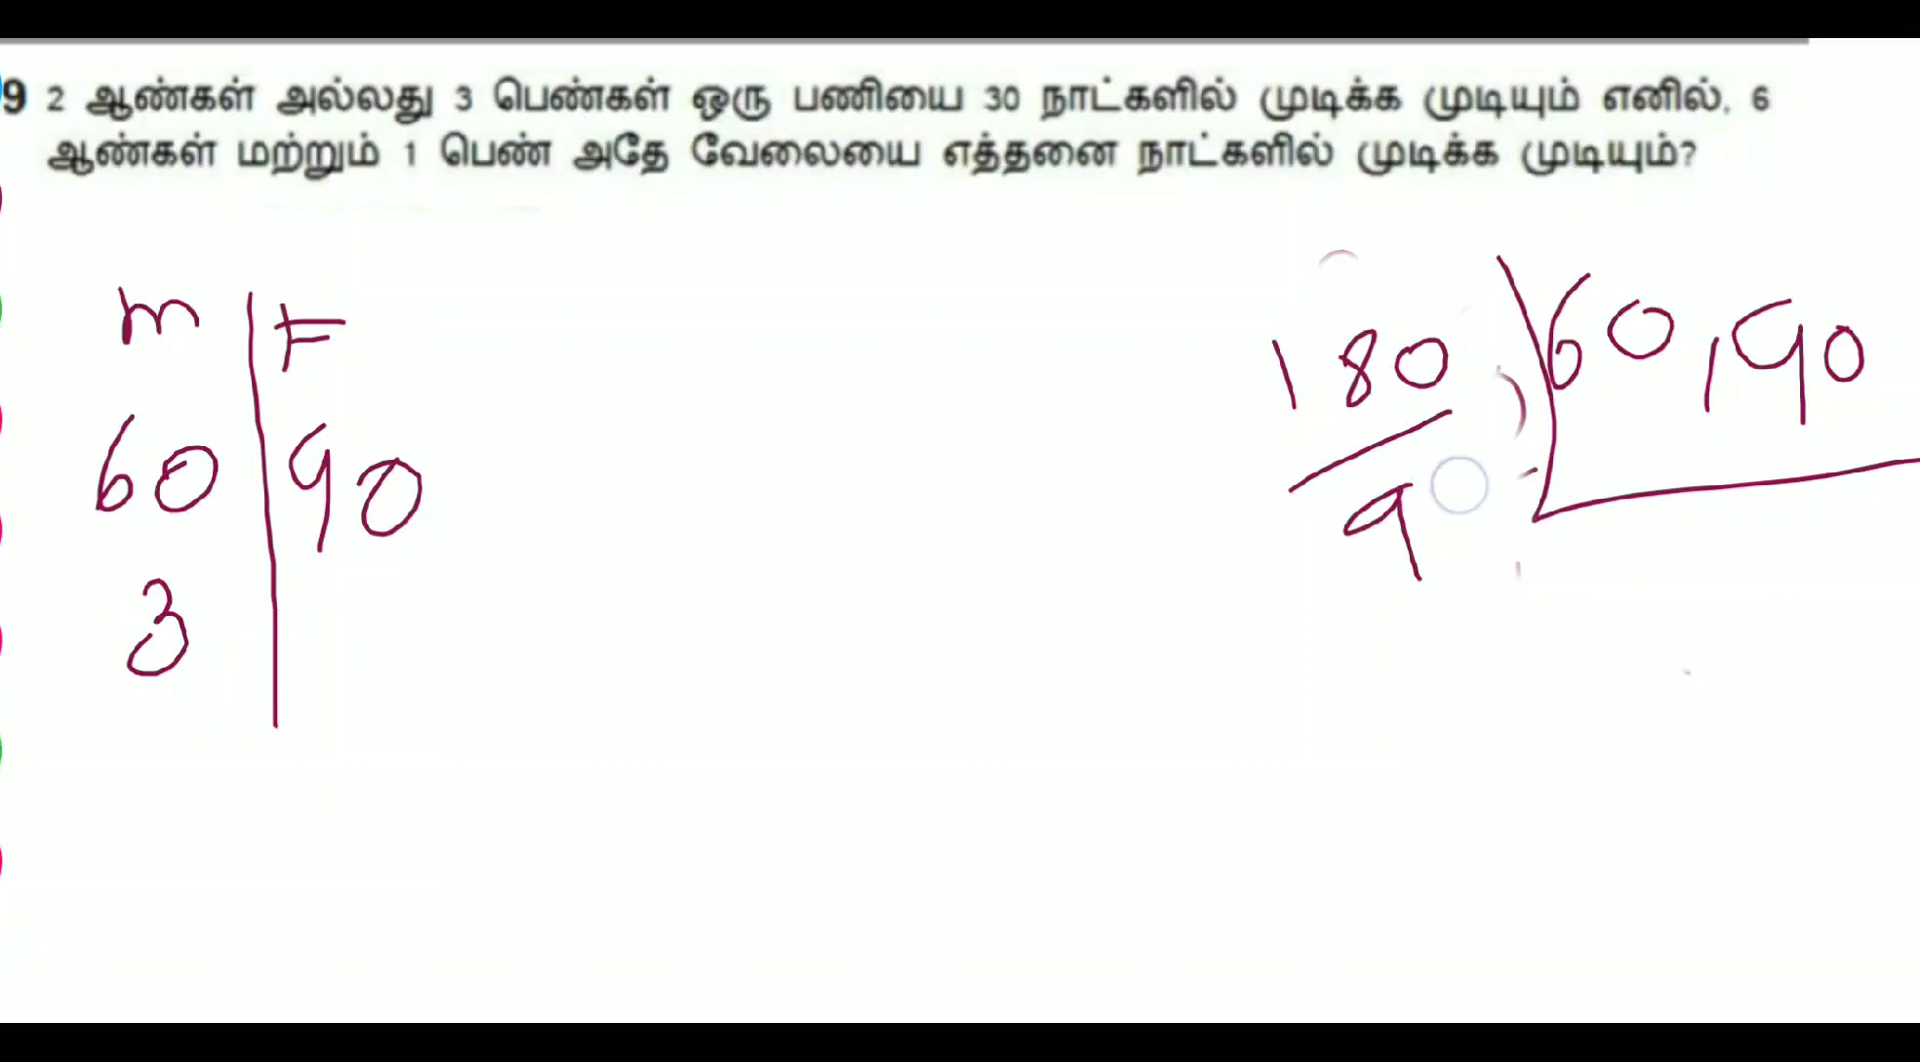 9 2 ஆண்கள் அல்லது 3 பெண்கள் ஒரு பணியை 30 நாட்களில் முடிக்க முடியும் எனில், 6
ஆண்கள் மற்றும் 1 பெண் அதே வேலையை எத்தனை நாட்களில் முடிக்க முடியும்?
m F
60 90
3
180 60, 90
9